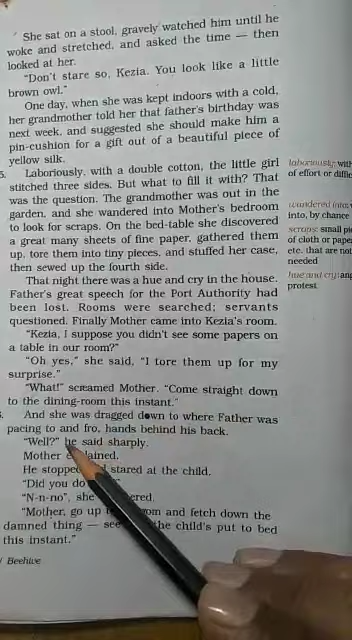 She sat on a stool, gravely watched him until he
woke and stretched, and asked the time — then
looked at her.
"Don't stare so, Kezia. You look like a little
brown owl."
One day, when she was kept indoors with a cold,
her grandmother told her that father's birthday was
next week, and suggested she should make him a
pin-cushion for a gift out of a beautiful piece of
yellow silk.
5. Laboriously, with a double cotton, the little girl
stitched three sides. But what to fill it with? That
was the question. The grandmother was out in the
garden, and she wandered into Mother's bedroom
to look for scraps. On the bed-table she discovered
a great many sheets of fine paper, gathered them
up, tore them into tiny pieces, and stuffed her case,
then sewed up the fourth side.
That night there was a hue and cry in the house.
Father's great speech for the Port Authority had
been lost. Rooms were searched; servants
questioned. Finally Mother came into Kezia's room.
"Kezia, I suppose you didn't see some papers on
a table in our room?"
"Oh yes," she said, "I tore them up for my
surprise."
"What!" screamed Mother. "Come straight down
to the dining-room this instant."
And she was dragged down to where Father was
pacing to and fro, hands behind his back.
"Well?" he said sharply.
Mother
He stopped stared at the child.
"Did you do
"N-n-no", she
"Mother, go up and fetch down the
damned thing — see the child's put to bed
this instant."
Beehive
laboriously: with
of effort or
wandered into:
into, by chance
scraps: small
of cloth or
etc. that are not
needed
hue and cry:
protest